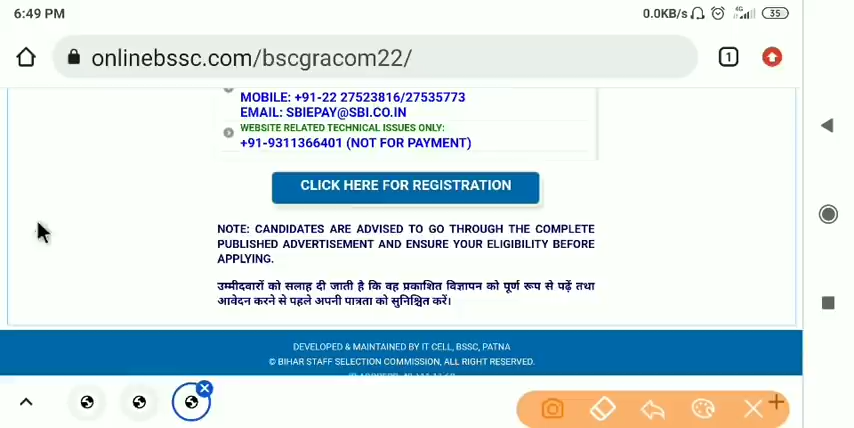 6:49 PM
0.0KB/s 4G 35
onlinebssc.com/bscgracom22/
1
MOBILE: +91-22 27523816/27535773
EMAIL: SBIEPAY@SBI.CO.IN
WEBSITE RELATED TECHNICAL ISSUES ONLY:
+91-9311366401 (NOT FOR PAYMENT)
CLICK HERE FOR REGISTRATION
NOTE: CANDIDATES ARE ADVISED TO GO THROUGH THE COMPLETE
PUBLISHED ADVERTISEMENT AND ENSURE YOUR ELIGIBILITY BEFORE
APPLYING.
उम्मीदवारों को सलाह दी जाती है कि वह प्रकाशित विज्ञापन को पूर्ण रूप से पढ़ें तथा
आवेदन करने से पहले अपनी पात्रता को सुनिश्चित करें।
DEVELOPED & MAINTAINED BY IT CELL, BSSC, PATNA
© BIHAR STAFF SELECTION COMMISSION, ALL RIGHT RESERVED.